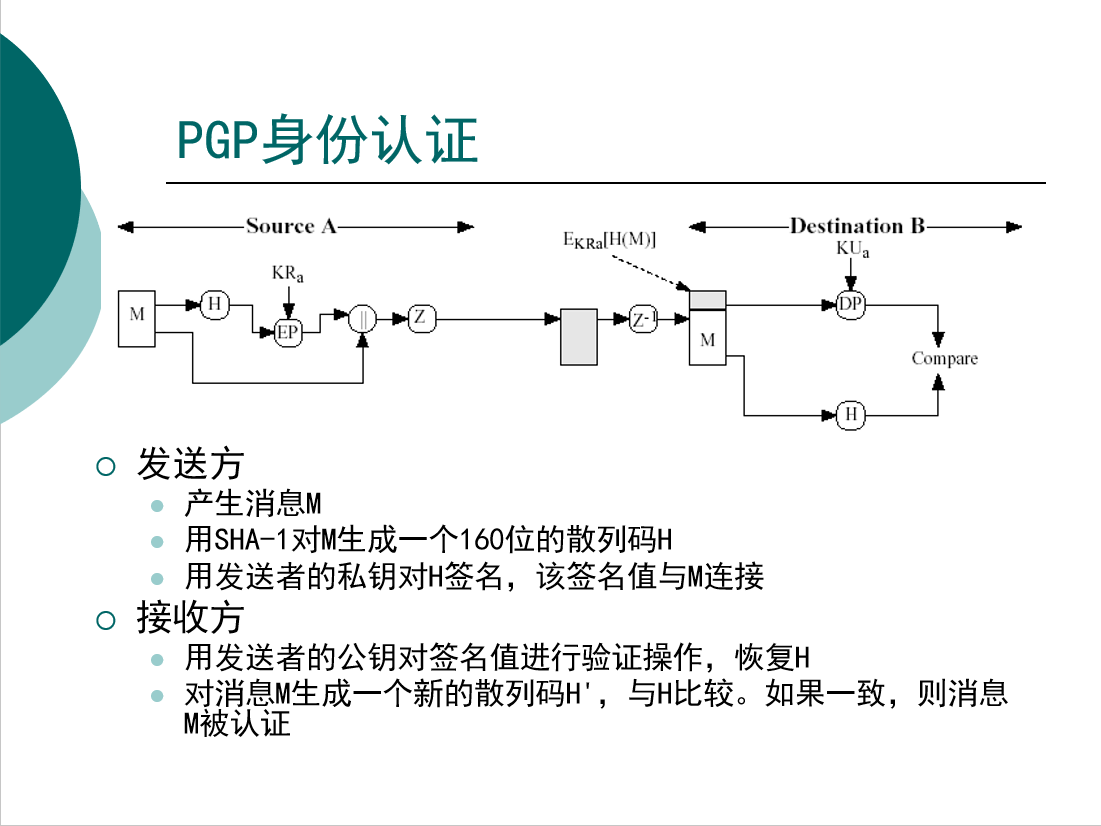 PGP身份认证
Source A
Destination B
EKRa[H(M)]
KUa
KRa
M
H
EP
||
Z
Z-1
M
DP
Compare
H
发送方
产生消息M
用SHA-1对M生成一个160位的散列码H
用发送者的私钥对H签名，该签名值与M连接
接收方
用发送者的公钥对签名值进行验证操作，恢复H
对消息M生成一个新的散列码H'，与H比较。如果一致，则消息
M被认证